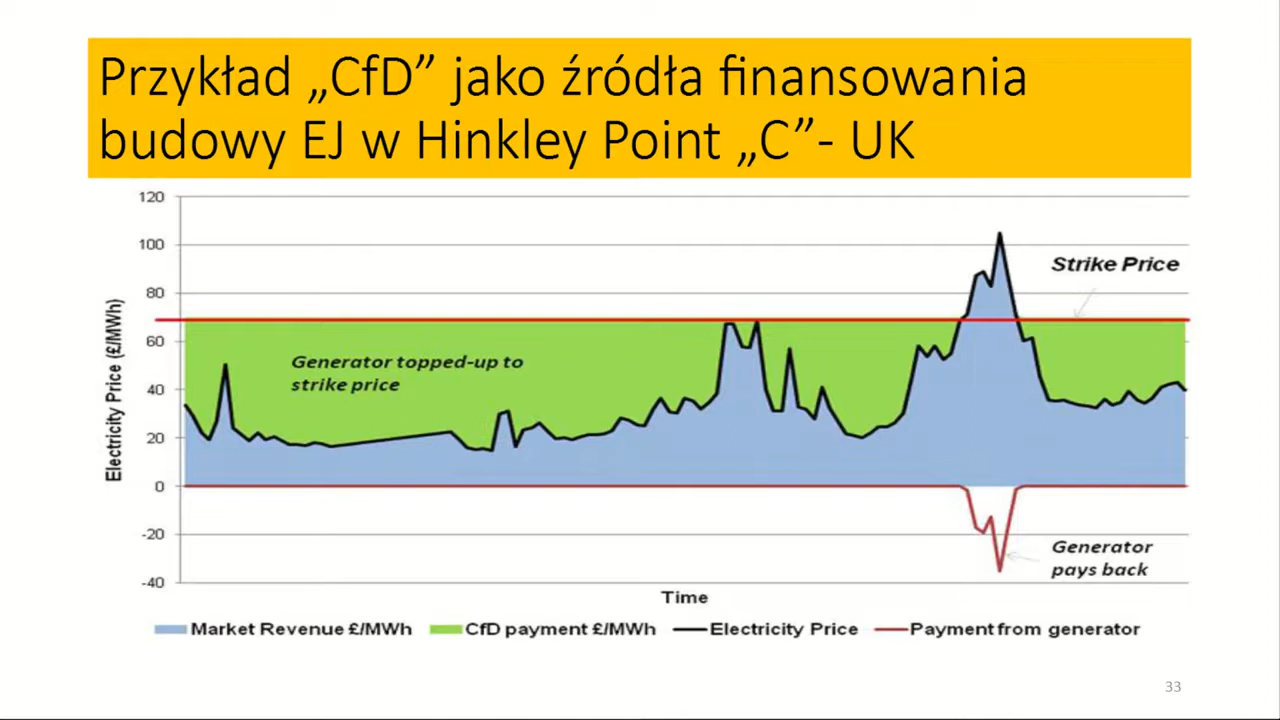 Przykład „CfD” jako źródła finansowania
budowy EJ w Hinkley Point „C”- UK
120
100
80
60
40
20
0
-20
-40
Electricity Price (£/MWh)
Strike Price
Generator topped-up to
strike price
Generator
pays back
Time
Market Revenue £/MWh
CfD payment £/MWh
Electricity Price
Payment from generator
33